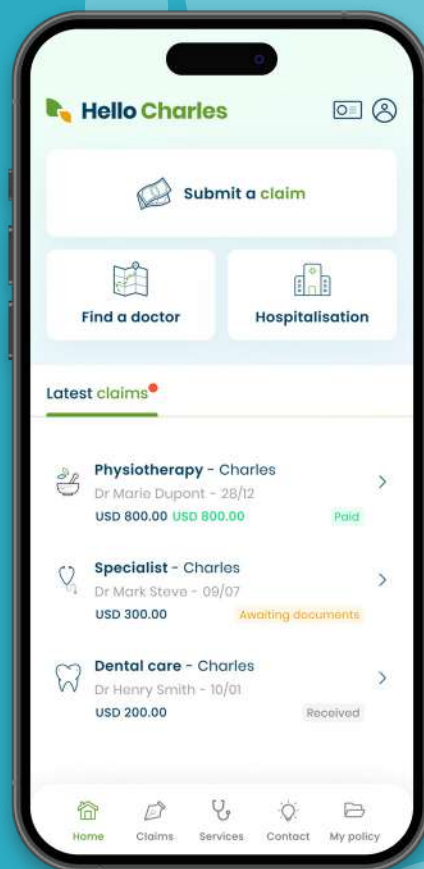 Hello Charles
Submit a claim
Find a doctor
Hospitalisation
Latest claims
Physiotherapy - Charles
Dr Marie Dupont - 28/12
USD 800.00 USD 800.00
Paid
Specialist - Charles
Dr Mark Steve - 09/07
USD 300.00
Awaiting documents
Dental care - Charles
Dr Henry Smith - 10/01
USD 200.00
Received
Home
Claims
Services
Contact
My policy